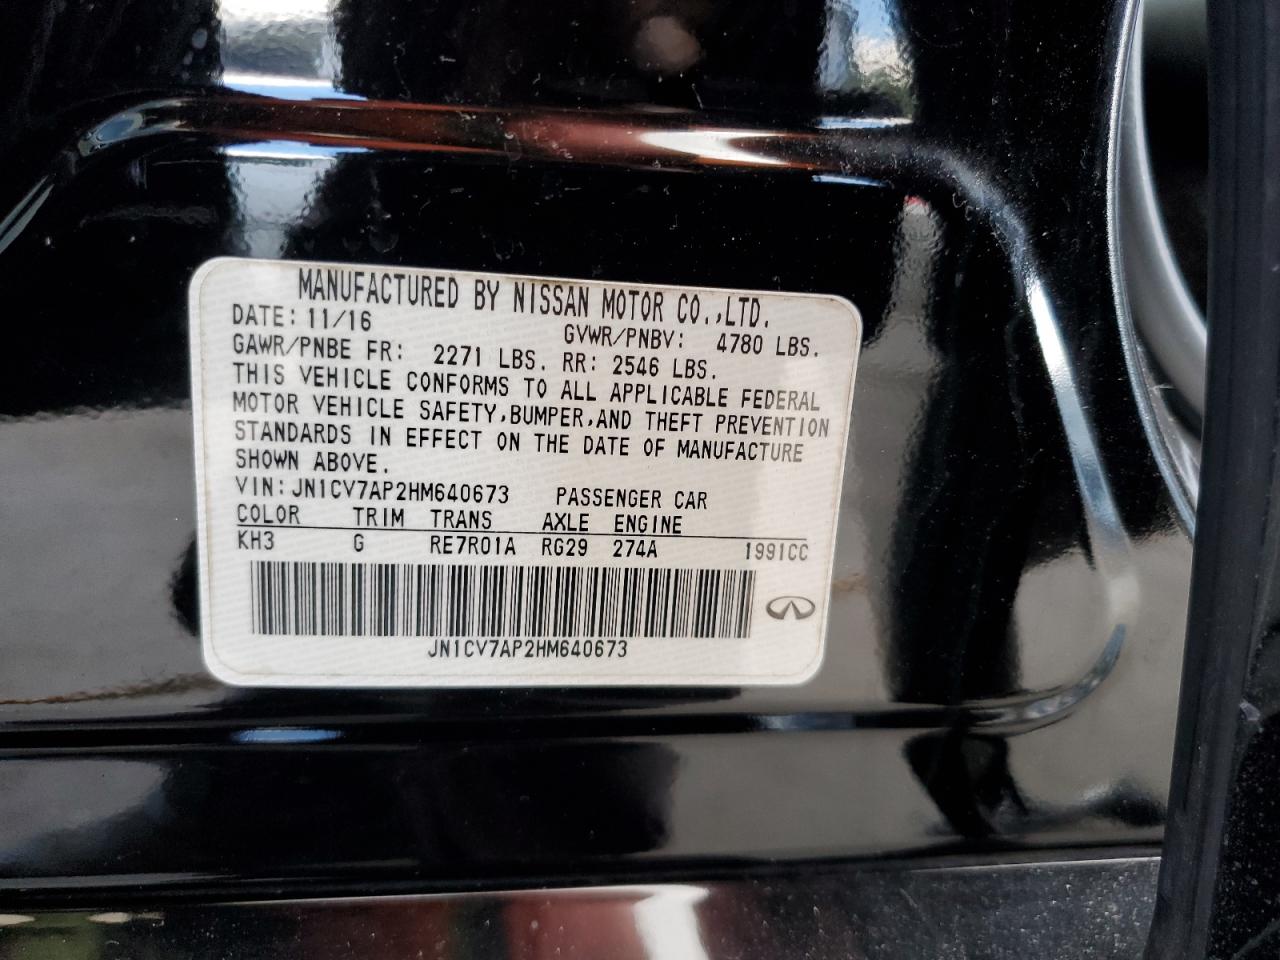 MANUFACTURED BY NISSAN MOTOR CO.,LTD.
DATE: 11/16 GVWR/PNBV: 4780 LBS.
GAWR/PNBE FR: 2271 LBS. RR: 2546 LBS.
THIS VEHICLE CONFORMS TO ALL APPLICABLE FEDERAL
MOTOR VEHICLE SAFETY,BUMPER,AND THEFT PREVENTION
STANDARDS IN EFFECT ON THE DATE OF MANUFACTURE
SHOWN ABOVE.
VIN:JN1CV7AP2HM640673 PASSENGER CAR
COLOR TRIM TRANS AXLE ENGINE
KH3 G RE7R01A RG29 274A 1991CC
JN1CV7AP2HM640673